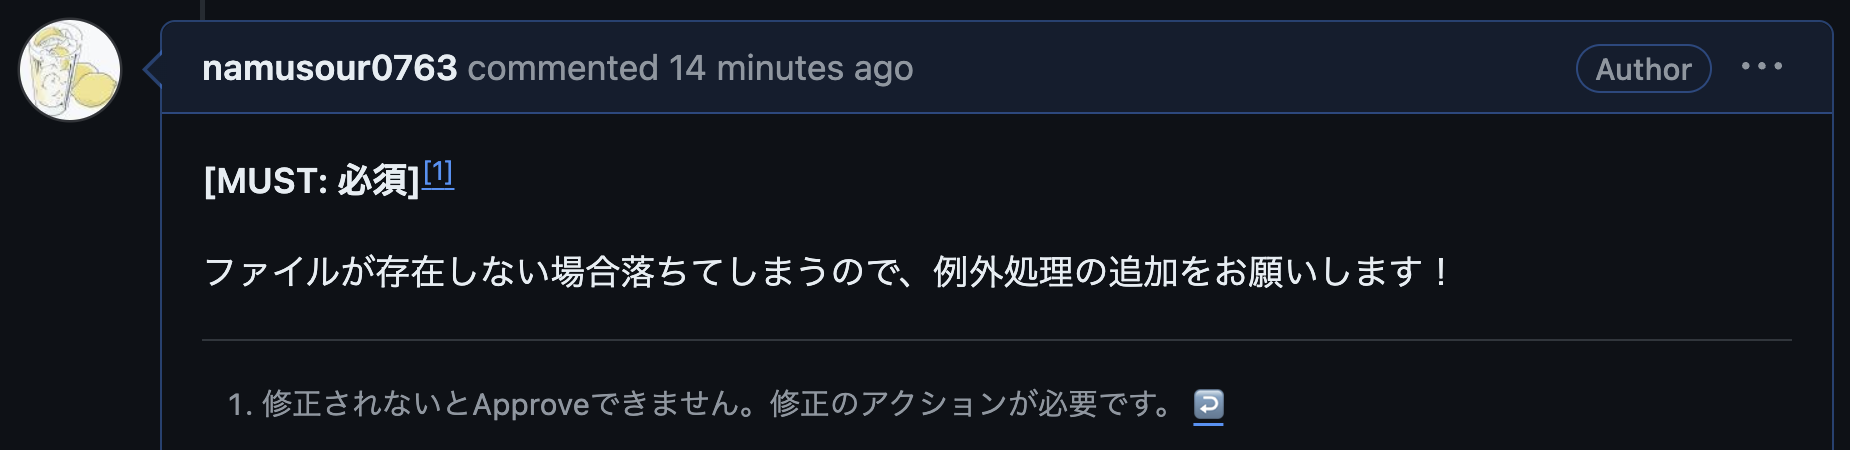 namusour0763 commented 14 minutes ago
Author
[MUST: 必須][1]
ファイルが存在しない場合落ちてしまうので、例外処理の追加をお願いします！
1. 修正されないとApproveできません。修正のアクションが必要です。 ↩